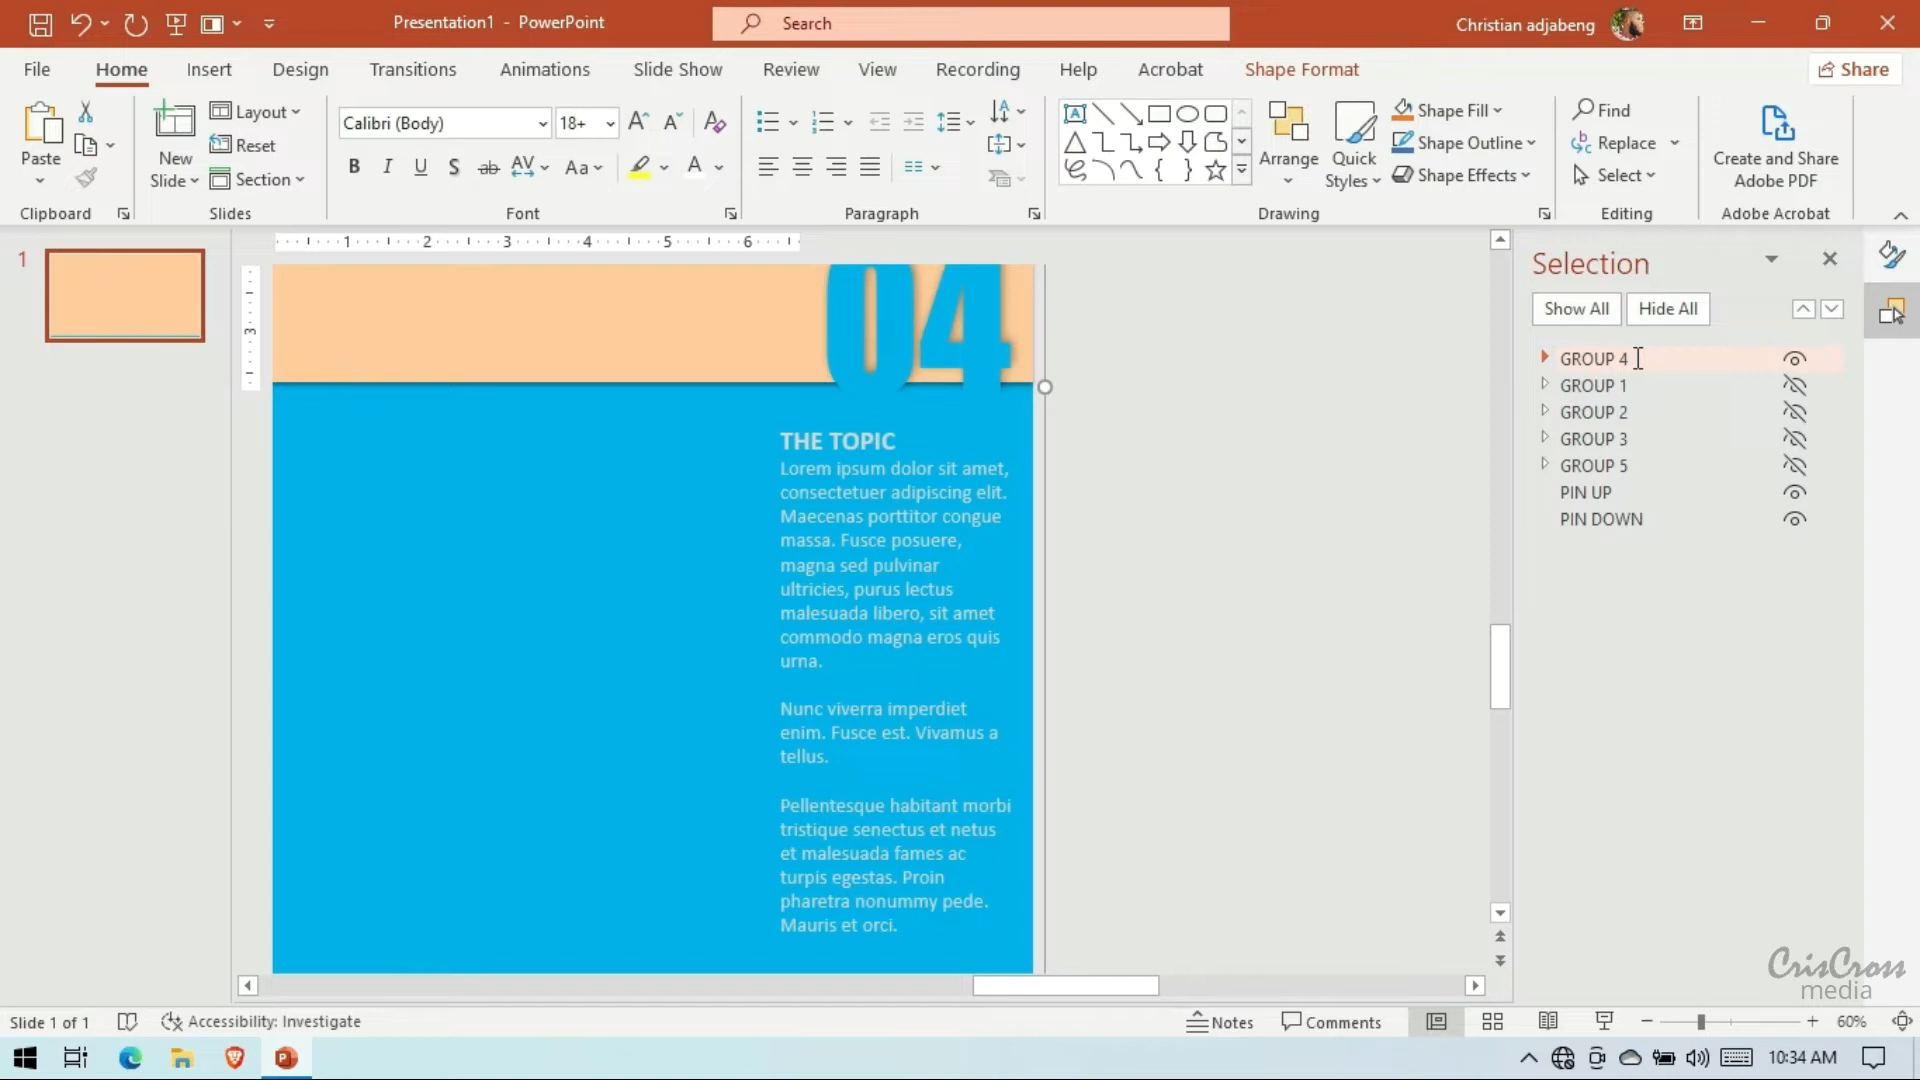 Presentation1 - PowerPoint
Search
Christian adjabeng
File
Home
Insert
Design
Transitions
Animations
Slide Show
Review
View
Recording
Help
Acrobat
Shape Format
Share
Paste
Clipboard
New
Slide
Layout
Reset
Section
Slides
Calibri (Body)
18+
Font
Paragraph
Arrange
Quick
Styles
Shape Fill
Shape Outline
Shape Effects
Drawing
Find
Replace
Select
Editing
Create and Share
Adobe PDF
Adobe Acrobat
1
1 2 3 4 5 6
3
04
THE TOPIC
Lorem ipsum dolor sit amet,
consectetuer adipiscing elit.
Maecenas porttitor congue
massa. Fusce posuere,
magna sed pulvinar
ultricies, purus lectus
malesuada libero, sit amet
commodo magna eros quis
urna.
Nunc viverra imperdiet
enim. Fusce est. Vivamus a
tellus.
Pellentesque habitant morbi
tristique senectus et netus
et malesuada fames ac
turpis egestas. Proin
pharetra nonummy pede.
Mauris et orci.
Selection
Show All
Hide All
GROUP 4
GROUP 1
GROUP 2
GROUP 3
GROUP 5
PIN UP
PIN DOWN
CrisCross
media
Slide 1 of 1
Accessibility: Investigate
Notes
Comments
60%
10:34 AM